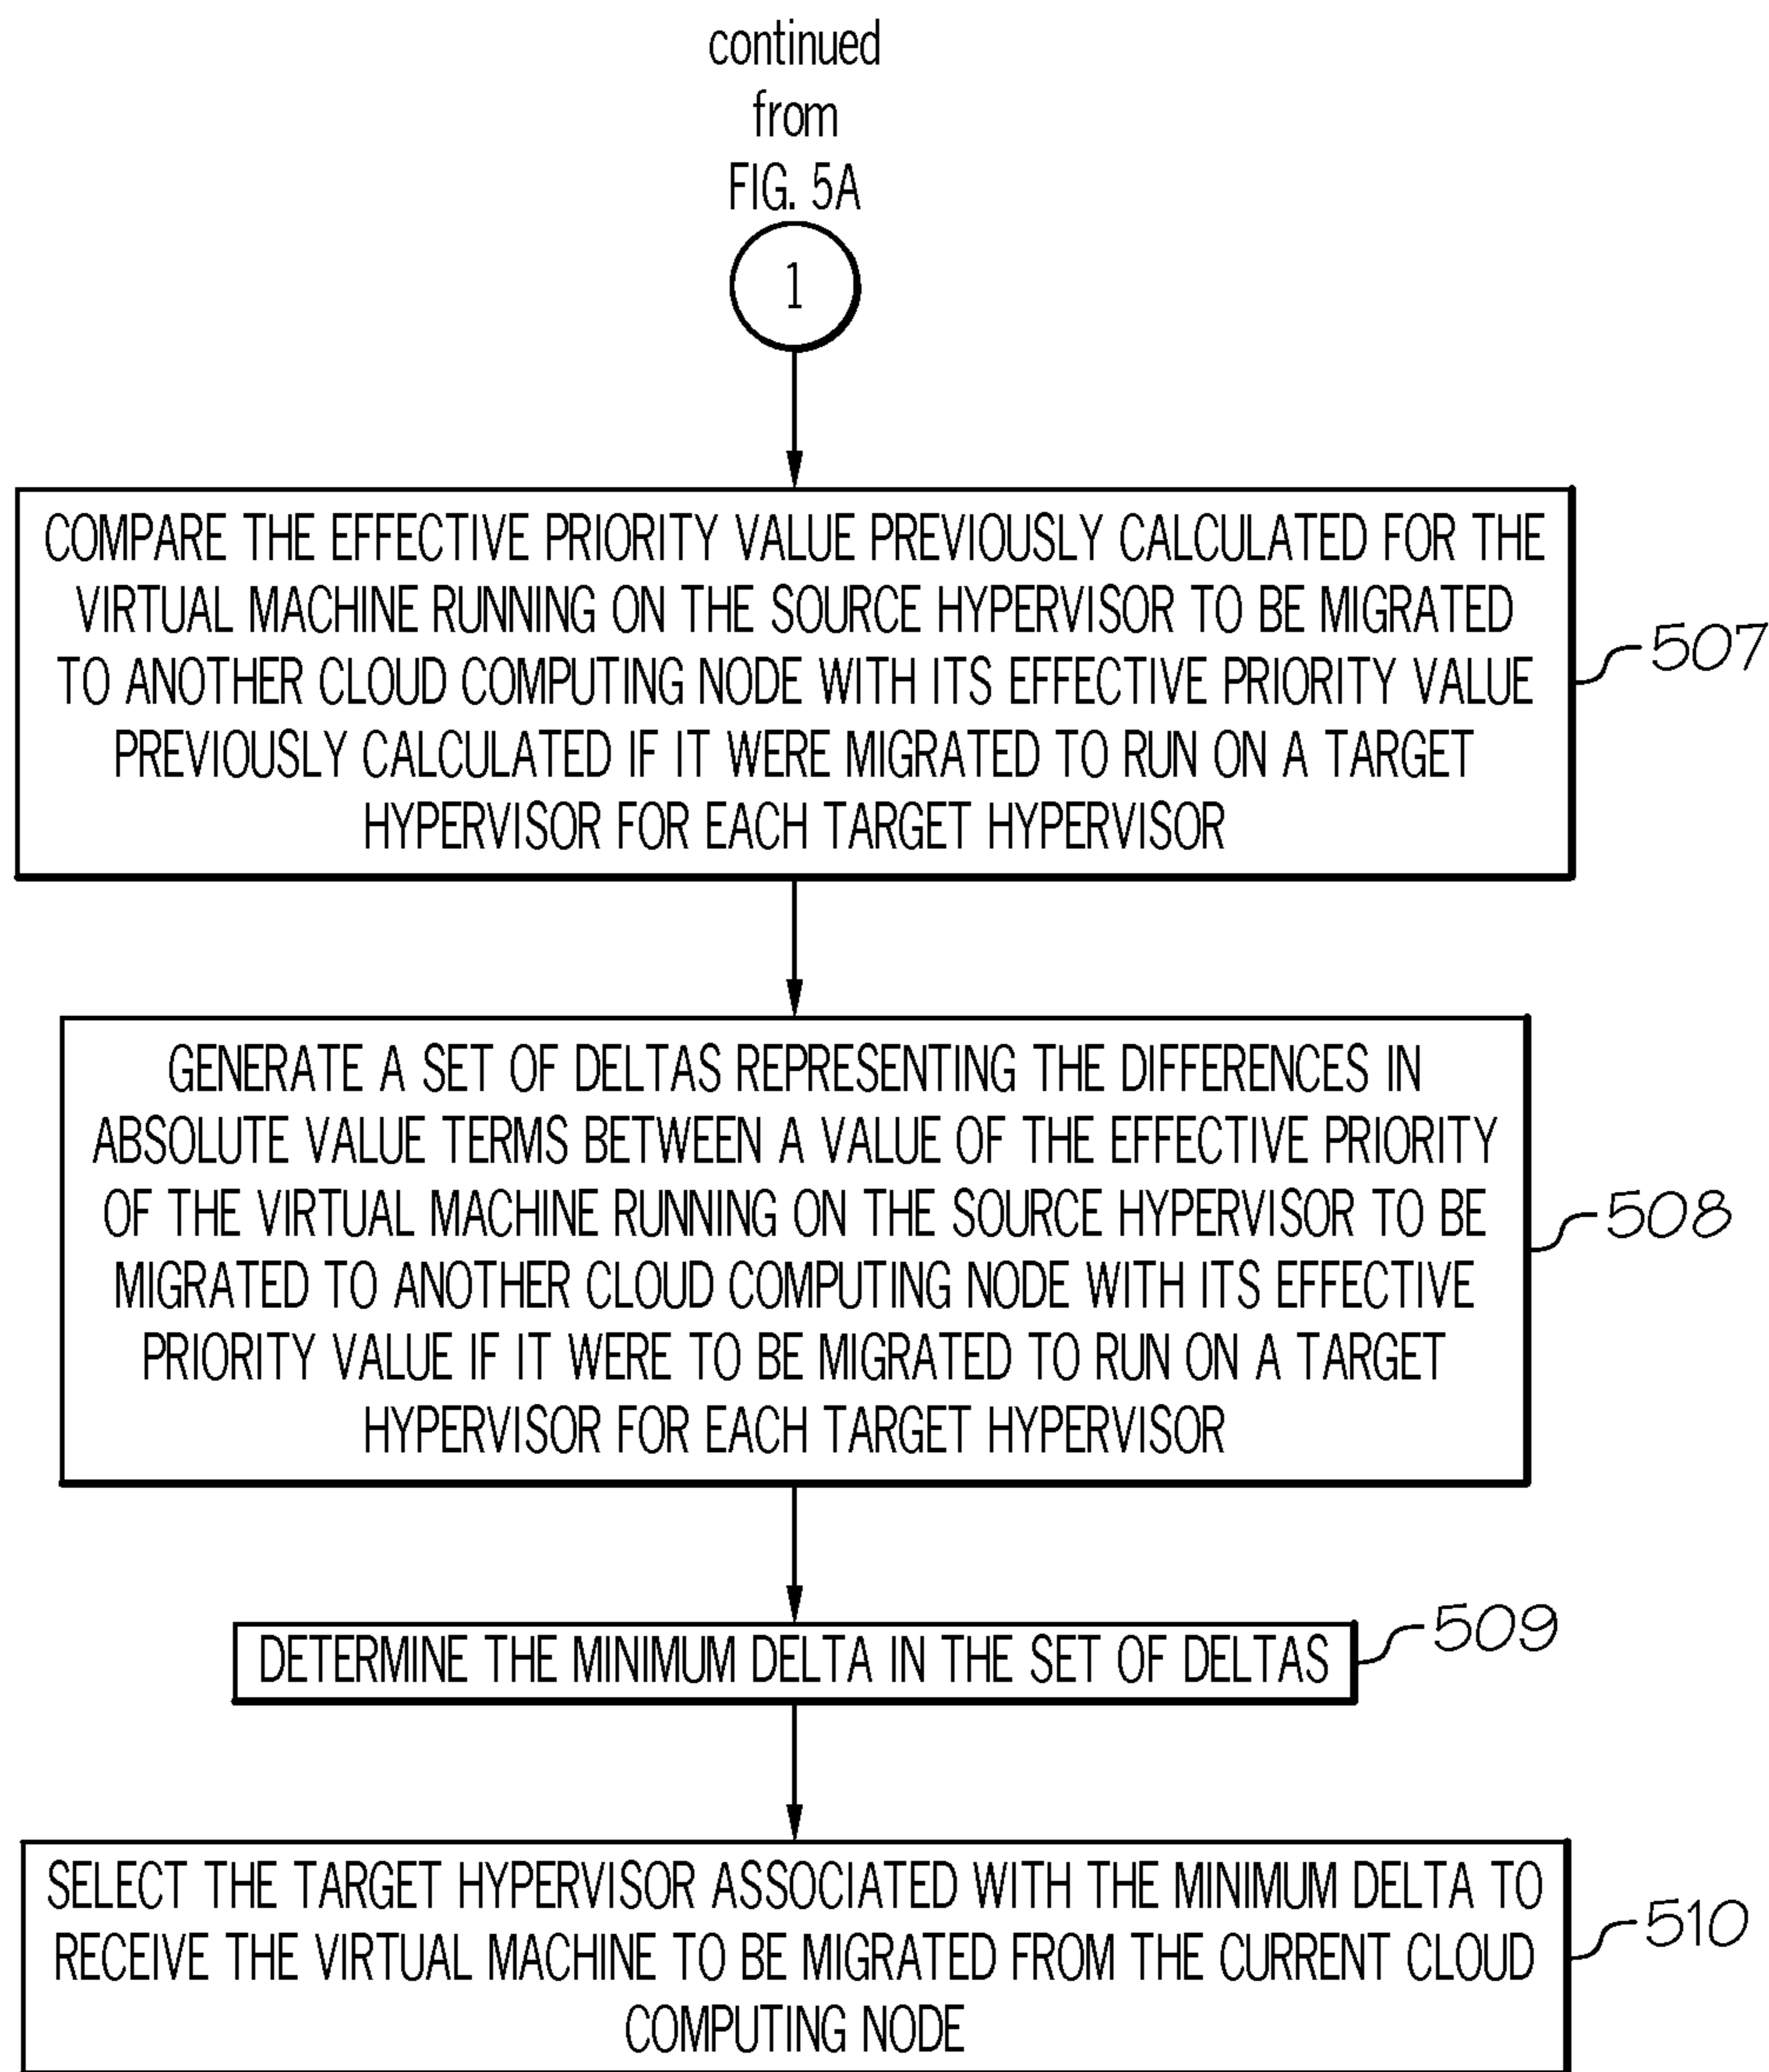 continued
from
FIG. 5A
1
COMPARE THE EFFECTIVE PRIORITY VALUE PREVIOUSLY CALCULATED FOR THE
VIRTUAL MACHINE RUNNING ON THE SOURCE HYPERVISOR TO BE MIGRATED
TO ANOTHER CLOUD COMPUTING NODE WITH ITS EFFECTIVE PRIORITY VALUE
PREVIOUSLY CALCULATED IF IT WERE MIGRATED TO RUN ON A TARGET
HYPERVISOR FOR EACH TARGET HYPERVISOR
507
GENERATE A SET OF DELTAS REPRESENTING THE DIFFERENCES IN
ABSOLUTE VALUE TERMS BETWEEN A VALUE OF THE EFFECTIVE PRIORITY
OF THE VIRTUAL MACHINE RUNNING ON THE SOURCE HYPERVISOR TO BE
MIGRATED TO ANOTHER CLOUD COMPUTING NODE WITH ITS EFFECTIVE
PRIORITY VALUE IF IT WERE TO BE MIGRATED TO RUN ON A TARGET
HYPERVISOR FOR EACH TARGET HYPERVISOR
508
DETERMINE THE MINIMUM DELTA IN THE SET OF DELTAS
509
SELECT THE TARGET HYPERVISOR ASSOCIATED WITH THE MINIMUM DELTA TO
RECEIVE THE VIRTUAL MACHINE TO BE MIGRATED FROM THE CURRENT CLOUD
COMPUTING NODE
510